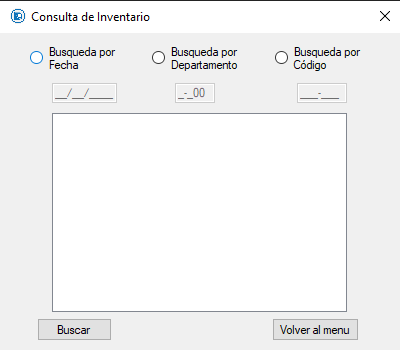 Consulta de Inventario
Busqueda por
Fecha
Busqueda por
Departamento
Busqueda por
Código
__/__/____
_-_00
___-___
Buscar
Volver al menu